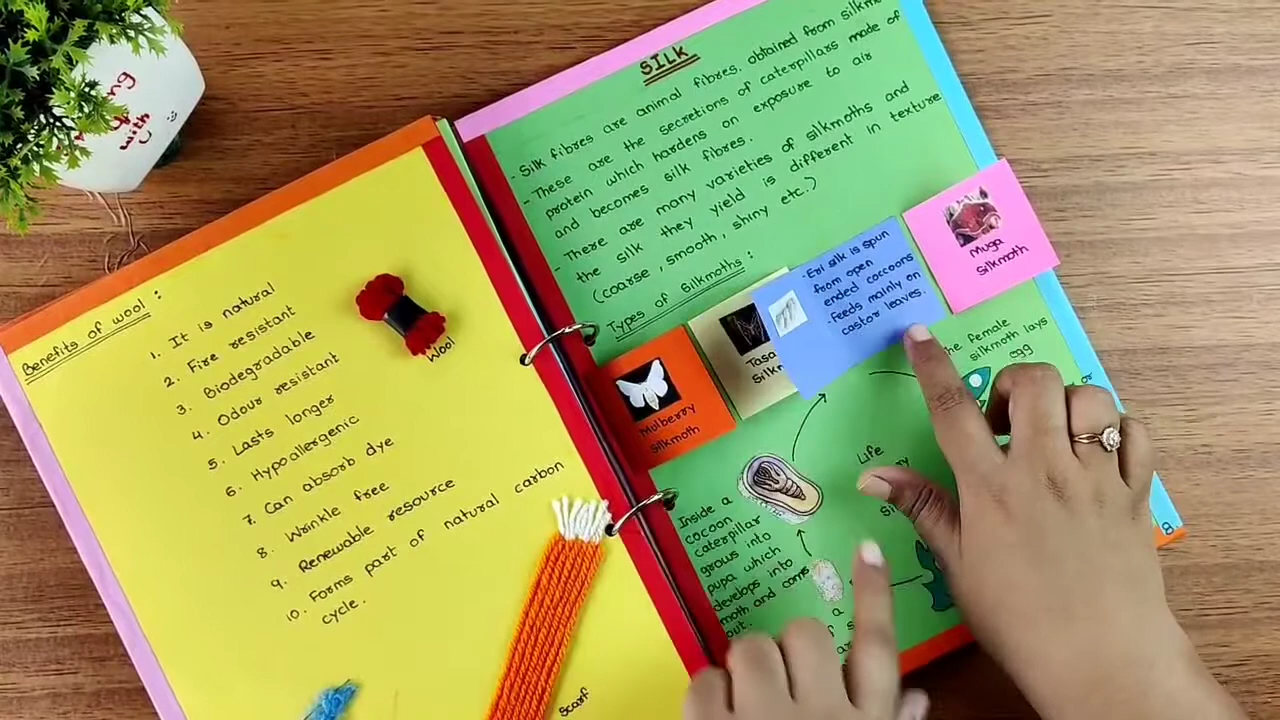 with
Benefits of wool :
1. It is natural
2. Fire resistant
3. Biodegradable
4. Odour resistant
5. Lasts longer
6. Hypoallergenic
7. Can absorb dye
8. Wrinkle free
9. Renewable resource
10. Forms part of natural carbon
cycle.
Wool
Scarf
SILK
- Silk fibres are animal fibres, obtained from
- These are the secretions of caterpillars made of
protein which hardens on exposure to air
and becomes silk fibres.
- There are many varieties of silkmoths and
the silk they yield is different in texture
(coarse, smooth, shiny etc.)
Types of Silkmoths :
Mulberry
Silkmoth
- Eri silk is spun
from open
ended coccoons
- Feeds mainly on
castor leaves.
Muga
Silkmoth
the female
silkmoth lays
egg
Life
Inside a
cocoon
caterpillar
grows into
pupa which
develops into
moth and
out.
a
8